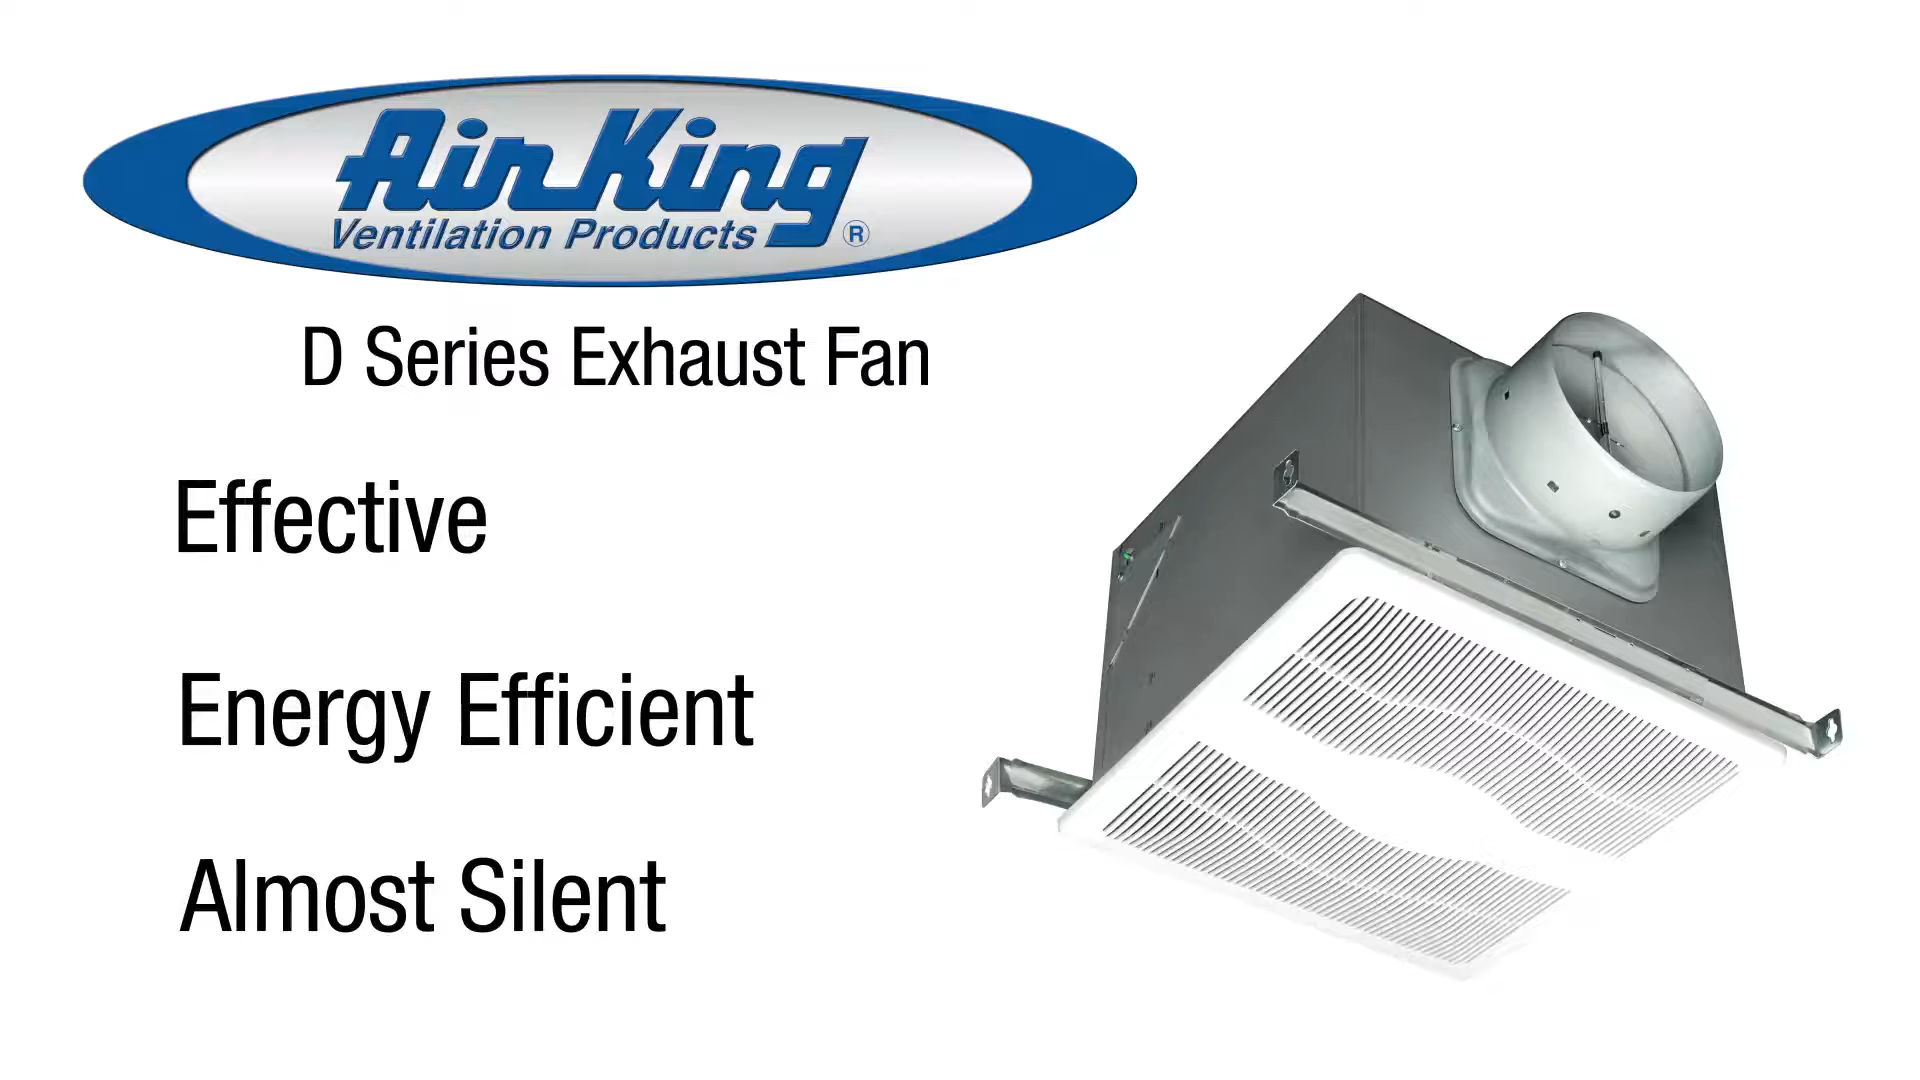 Air King
Ventilation Products ®
D Series Exhaust Fan
Effective
Energy Efficient
Almost Silent